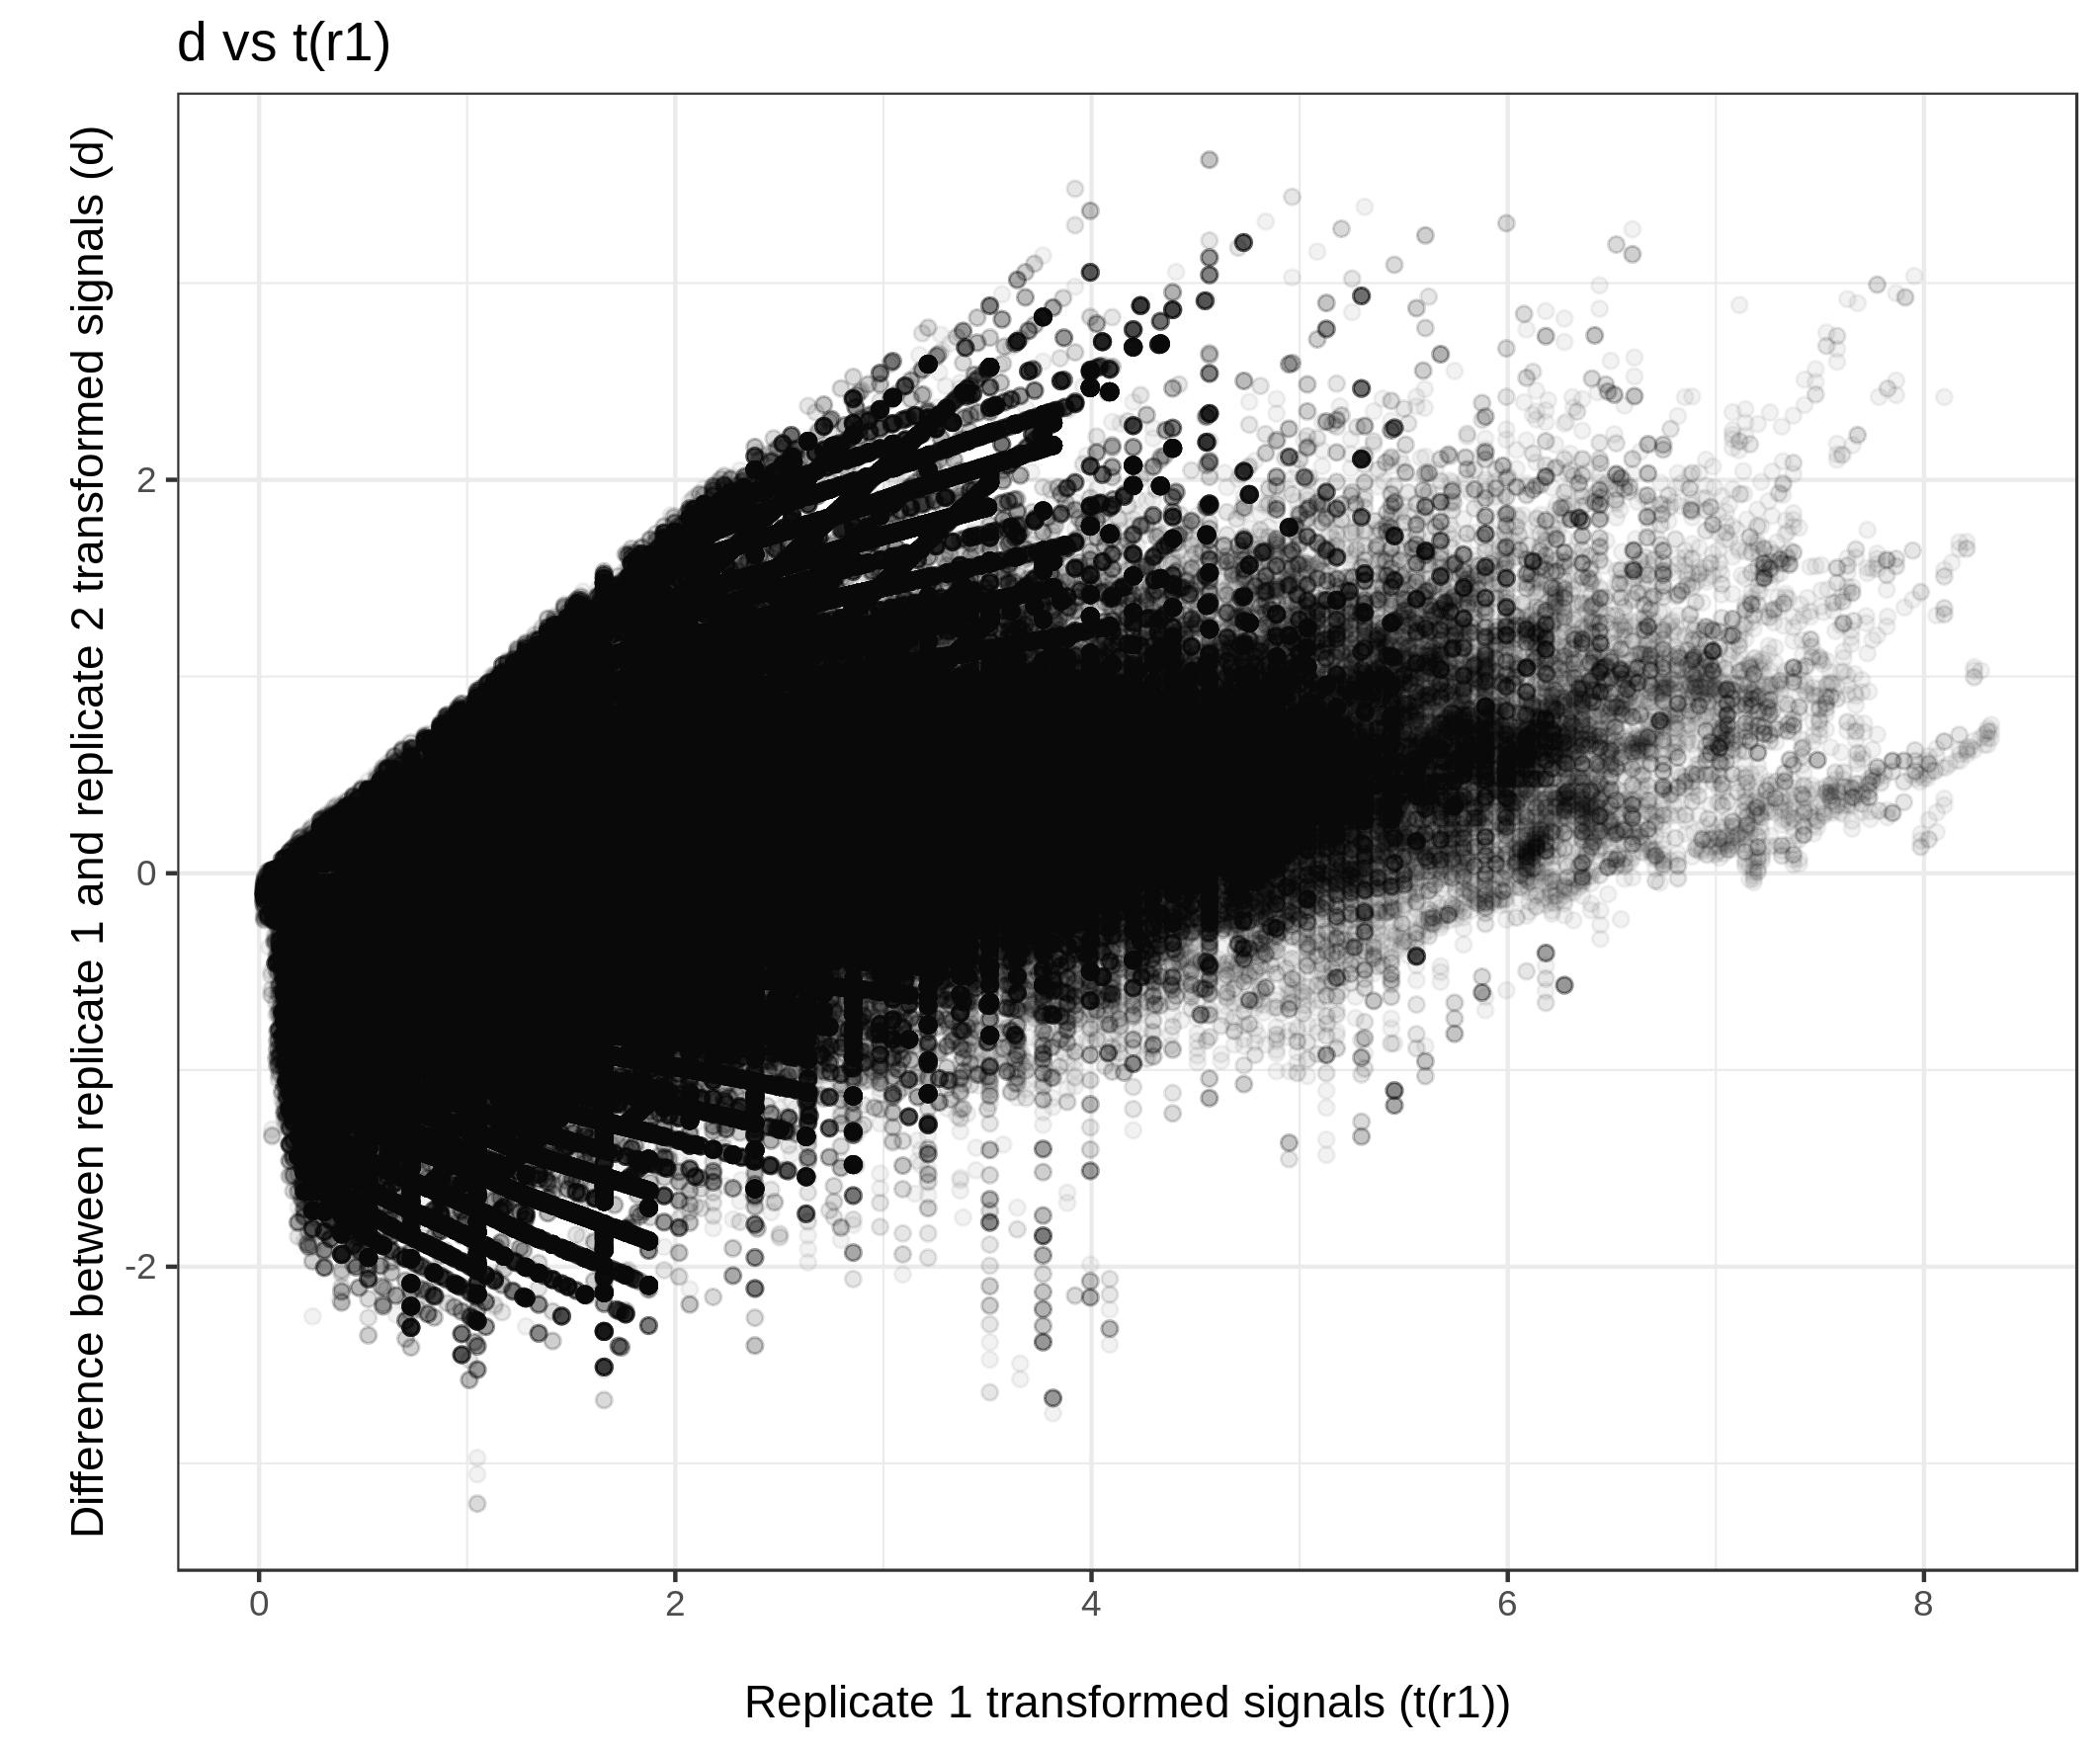 d vs t(r1)
Difference between replicate 1 and replicate 2 transformed signals (d)
2
0
-2
0
2
4
6
8
Replicate 1 transformed signals (t(r1))